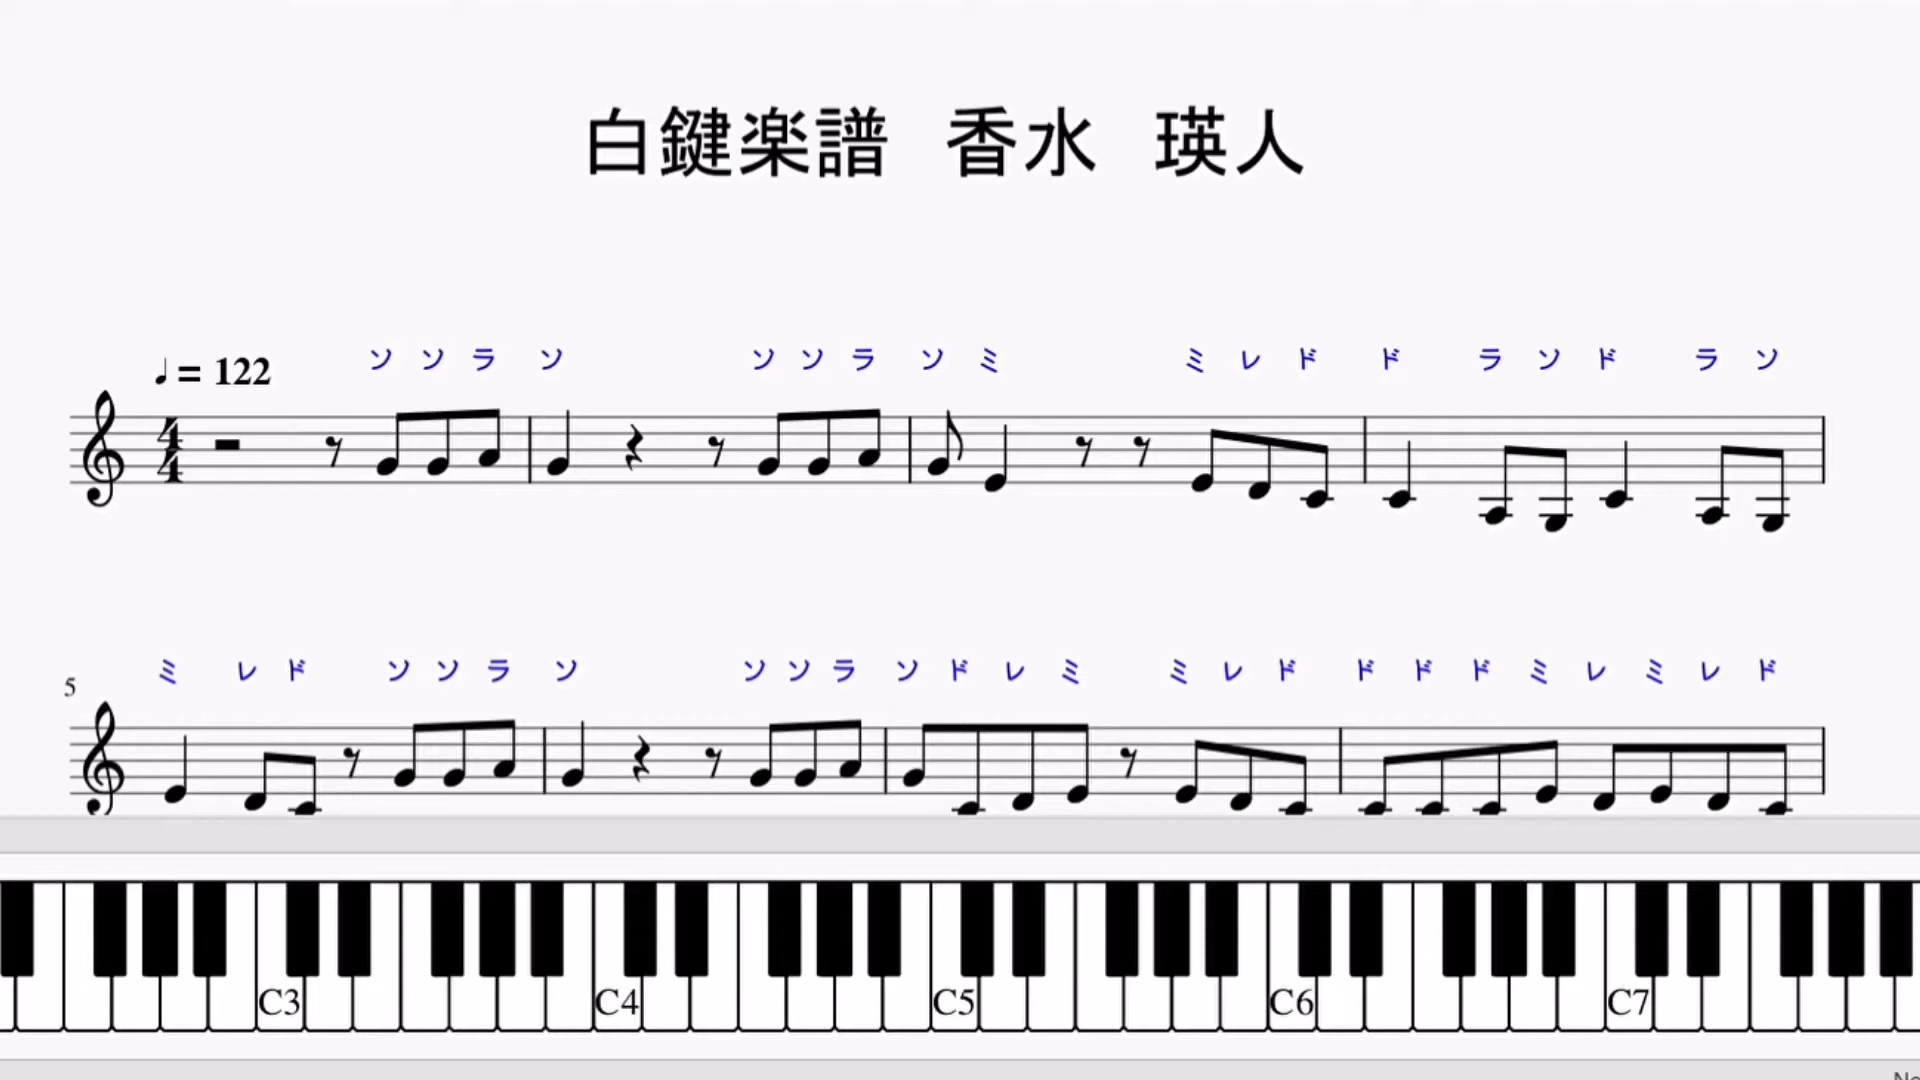 白鍵楽譜 香水 瑛人
♩= 122
ソ ソ ラ ソ ソ ソ ラ ソ ミ ミ レ ド ド ラ ソ ド ラ ソ
4
4
5
ミ レ ド ソ ソ ラ ソ ソ ソ ラ ソ ド レ ミ ミ レ ド ド ド ド ミ レ ミ レ ド
C3 C4 C5 C6 C7